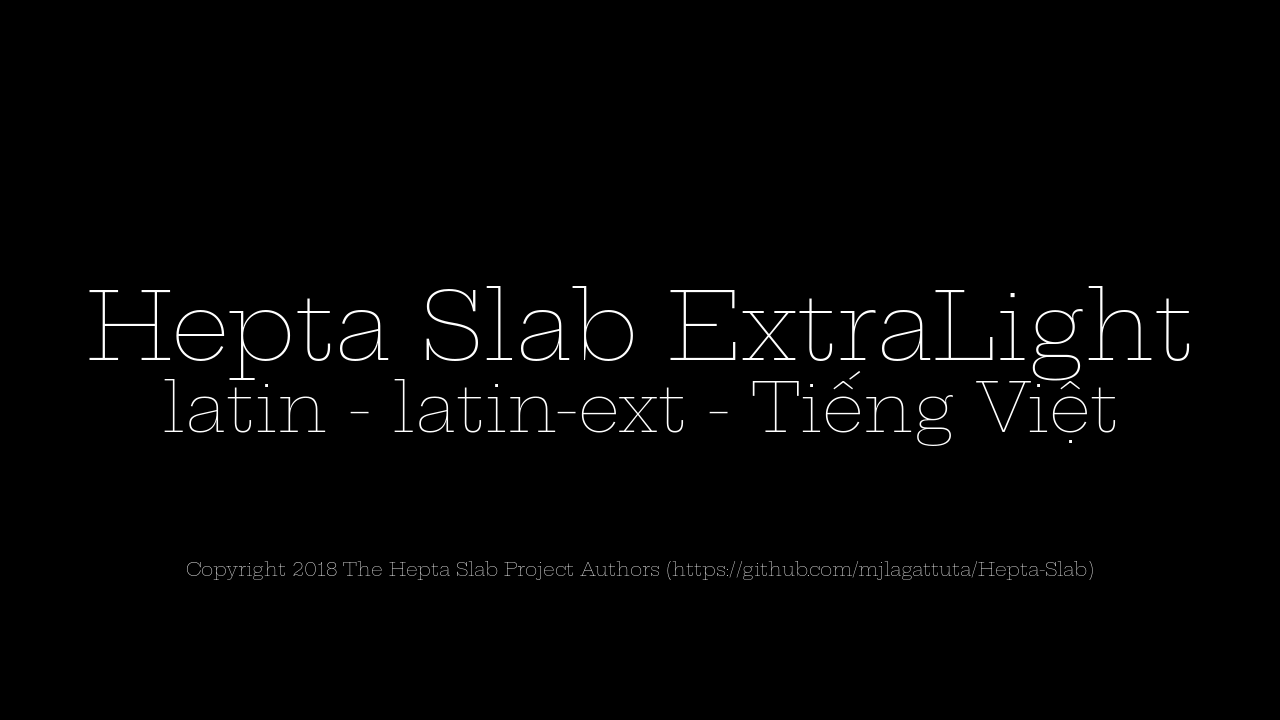 Hepta Slab ExtraLight
latin - latin-ext - Tiếng Việt
Copyright 2018 The Hepta Slab Project Authors (https://github.com/mjlagattuta/Hepta-Slab)